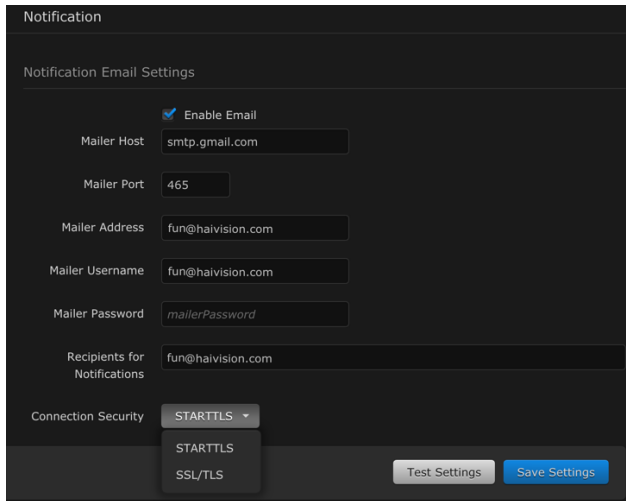 Notification
Notification Email Settings
Enable Email
Mailer Host smtp.gmail.com
Mailer Port 465
Mailer Address fun@haivision.com
Mailer Username fun@haivision.com
Mailer Password mailerPassword
Recipients for fun@haivision.com
Notifications
Connection Security STARTTLS
STARTTLS
SSL/TLS
Test Settings Save Settings